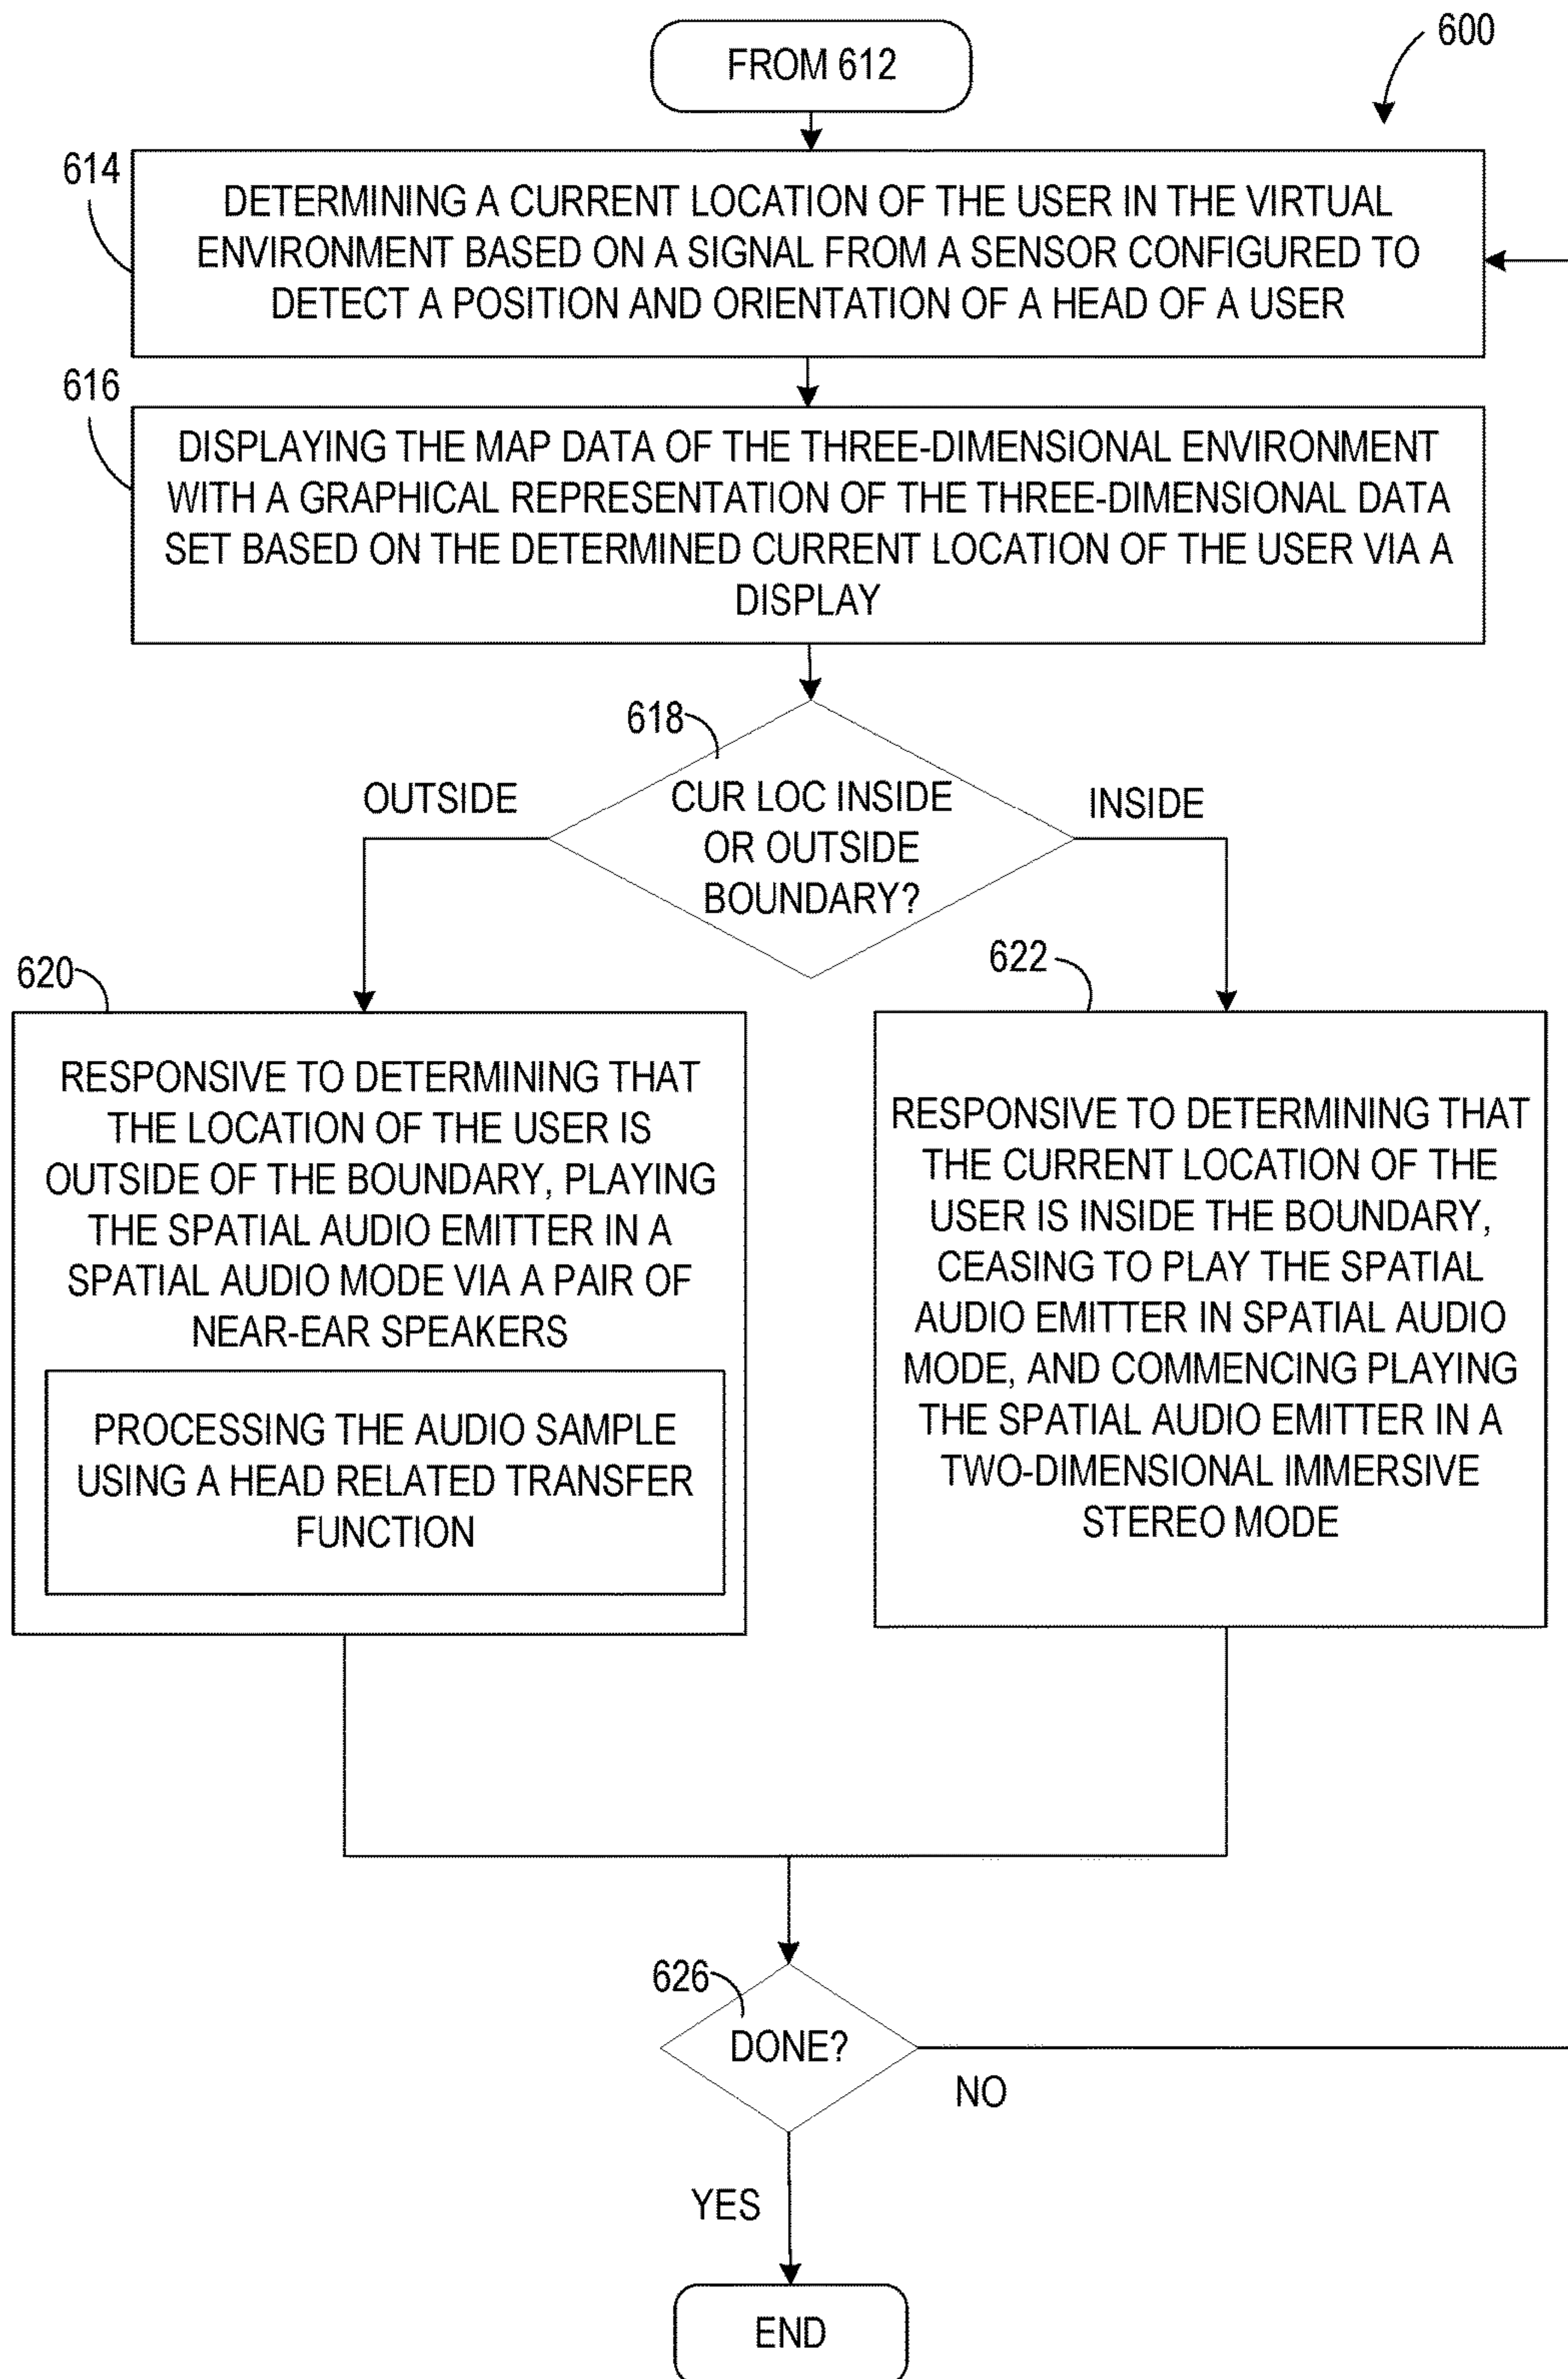 FROM 612
600
614
DETERMINING A CURRENT LOCATION OF THE USER IN THE VIRTUAL
ENVIRONMENT BASED ON A SIGNAL FROM A SENSOR CONFIGURED TO
DETECT A POSITION AND ORIENTATION OF A HEAD OF A USER
616
DISPLAYING THE MAP DATA OF THE THREE-DIMENSIONAL ENVIRONMENT
WITH A GRAPHICAL REPRESENTATION OF THE THREE-DIMENSIONAL DATA
SET BASED ON THE DETERMINED CURRENT LOCATION OF THE USER VIA A
DISPLAY
618
CUR LOC INSIDE
OR OUTSIDE
BOUNDARY?
OUTSIDE
INSIDE
620
RESPONSIVE TO DETERMINING THAT
THE LOCATION OF THE USER IS
OUTSIDE OF THE BOUNDARY, PLAYING
THE SPATIAL AUDIO EMITTER IN A
SPATIAL AUDIO MODE VIA A PAIR OF
NEAR-EAR SPEAKERS
PROCESSING THE AUDIO SAMPLE
USING A HEAD RELATED TRANSFER
FUNCTION
622
RESPONSIVE TO DETERMINING THAT
THE CURRENT LOCATION OF THE
USER IS INSIDE THE BOUNDARY,
CEASING TO PLAY THE SPATIAL
AUDIO EMITTER IN SPATIAL AUDIO
MODE, AND COMMENCING PLAYING
THE SPATIAL AUDIO EMITTER IN A
TWO-DIMENSIONAL IMMERSIVE
STEREO MODE
626
DONE?
NO
YES
END